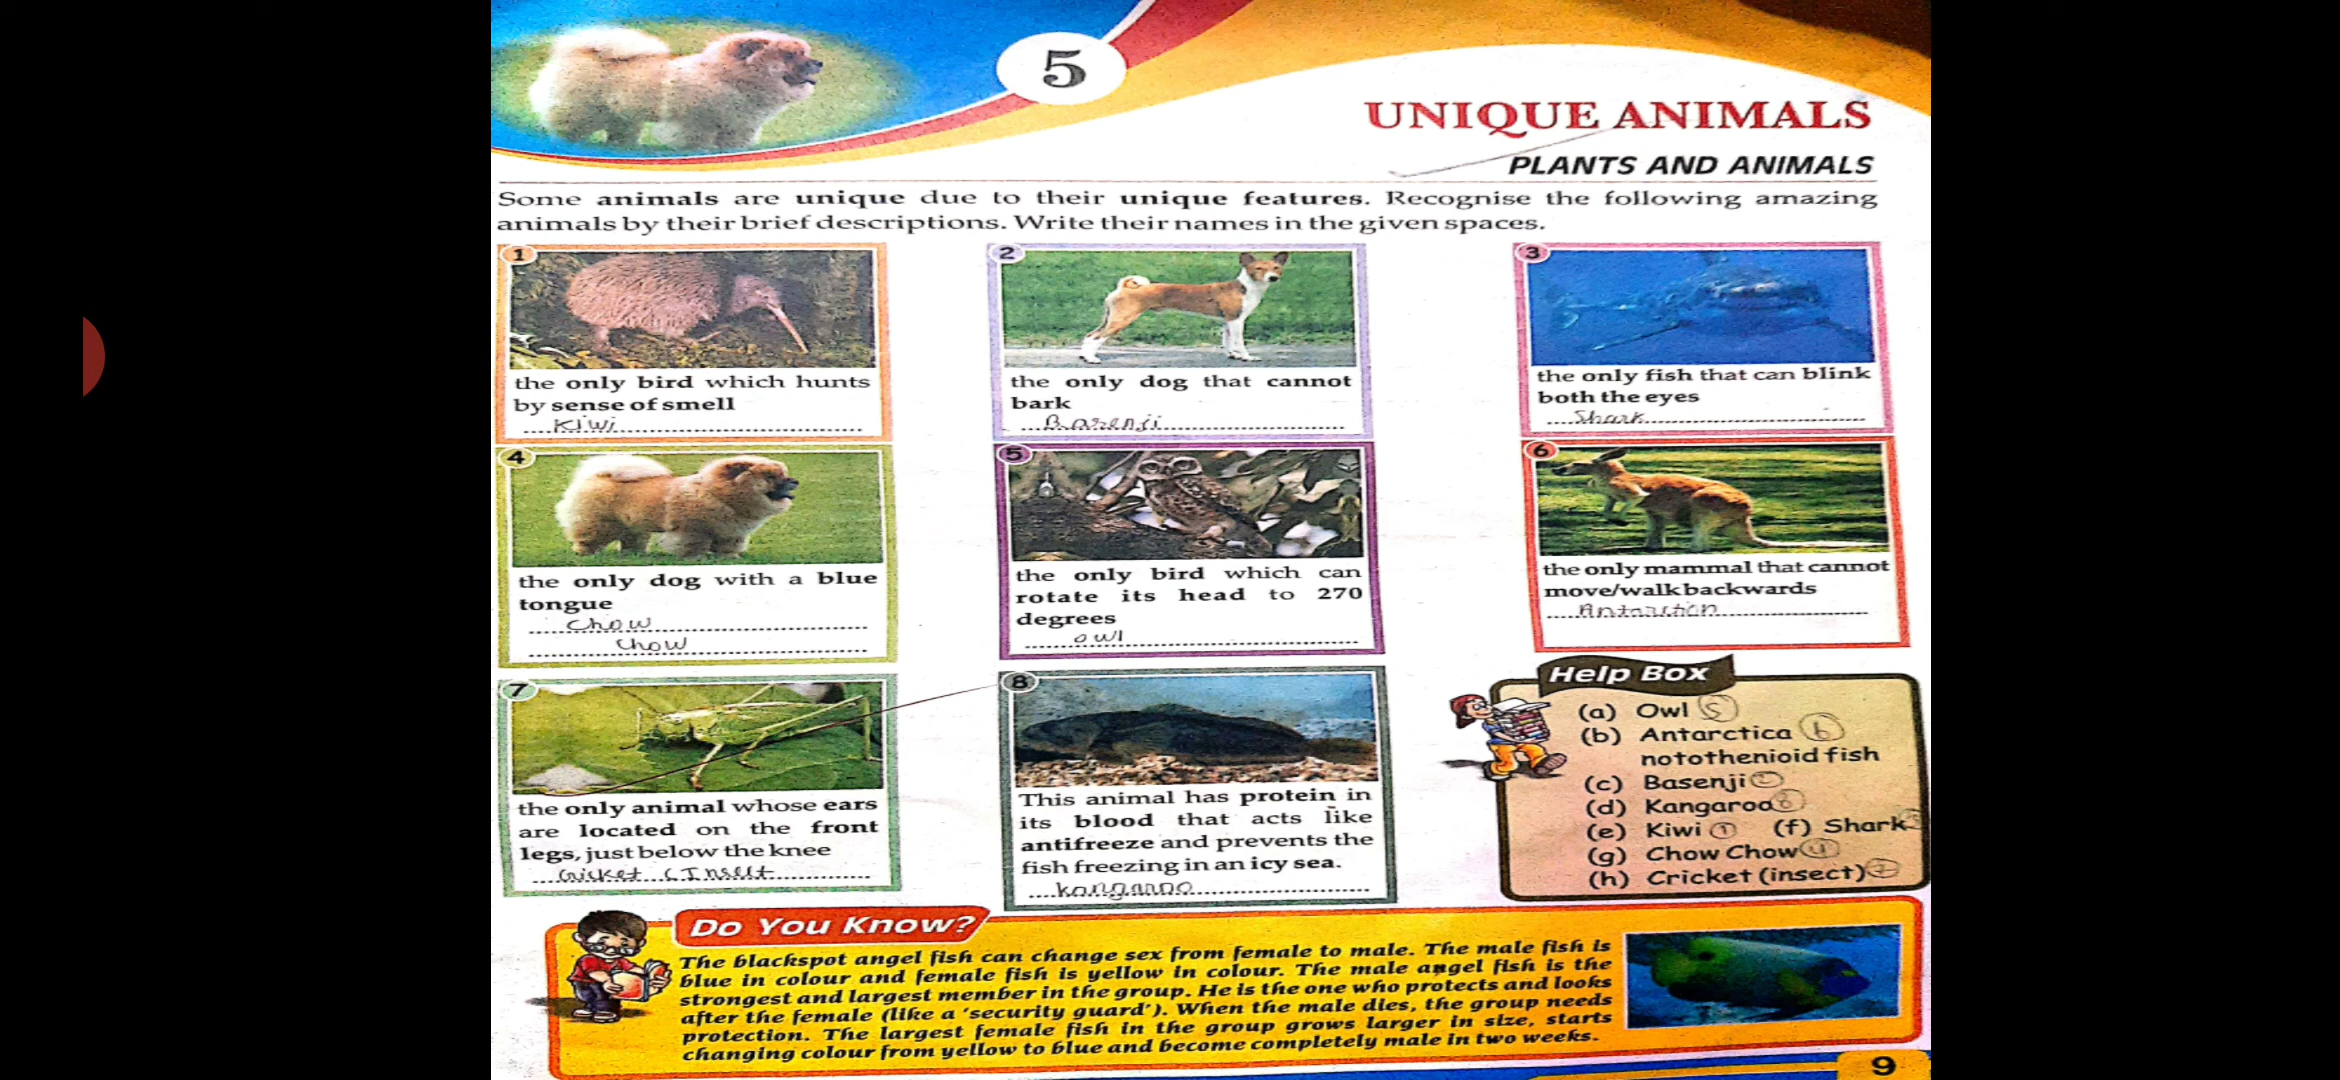 5
UNIQUE ANIMALS
PLANTS AND ANIMALS
Some animals are unique due to their unique features. Recognise the following amazing
animals by their brief descriptions. Write their names in the given spaces.
1
the only bird which hunts
by sense of smell
Kiwi
2
the only dog that cannot
bark
Basenji
3
the only fish that can blink
both the eyes
Shark
4
the only dog with a blue
tongue
Chow
Chow
5
the only bird which can
rotate its head to 270
degrees
owl
6
the only mammal that cannot
move/walk backwards
7
the only animal whose ears
are located on the front
legs, just below the knee
Cricket (Insect
8
This animal has protein in
its blood that acts like
antifreeze and prevents the
fish freezing in an icy sea.
kangaroo
Help Box
(a) Owl 5
(b) Antarctica 6
notothenioid fish
(c) Basenji 2
(d) Kangaroo
(e) Kiwi 1 (f) Shark
(g) Chow Chow 4
(h) Cricket (insect) 7
Do You Know?
The blackspot angel fish can change sex from female to male. The male fish is
blue in colour and female fish is yellow in colour. The male angel fish is the
strongest and largest member in the group. He is the one who protects and looks
after the female (like a 'security guard'). When the male dies, the group needs
protection. The largest female fish in the group grows larger in size, starts
changing colour from yellow to blue and become completely male in two weeks.
9